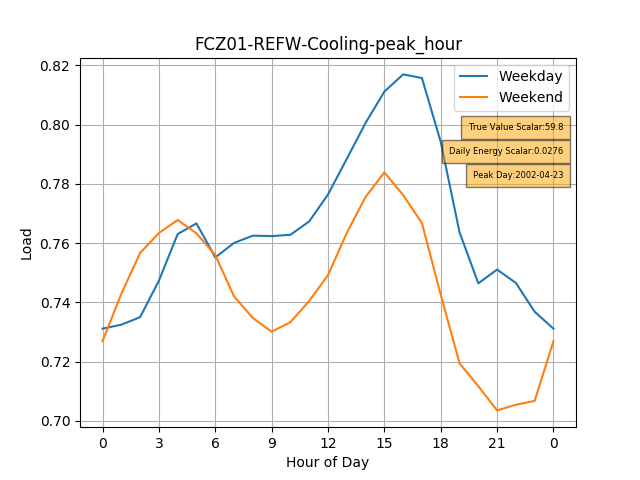 FCZ01-REFW-Cooling-peak_hour
0.82
0.80
0.78
0.76
0.74
0.72
0.70
Load
Weekday
Weekend
True Value Scalar:59.8
Daily Energy Scalar:0.0276
Peak Day:2002-04-23
0 3 6 9 12 15 18 21 0
Hour of Day